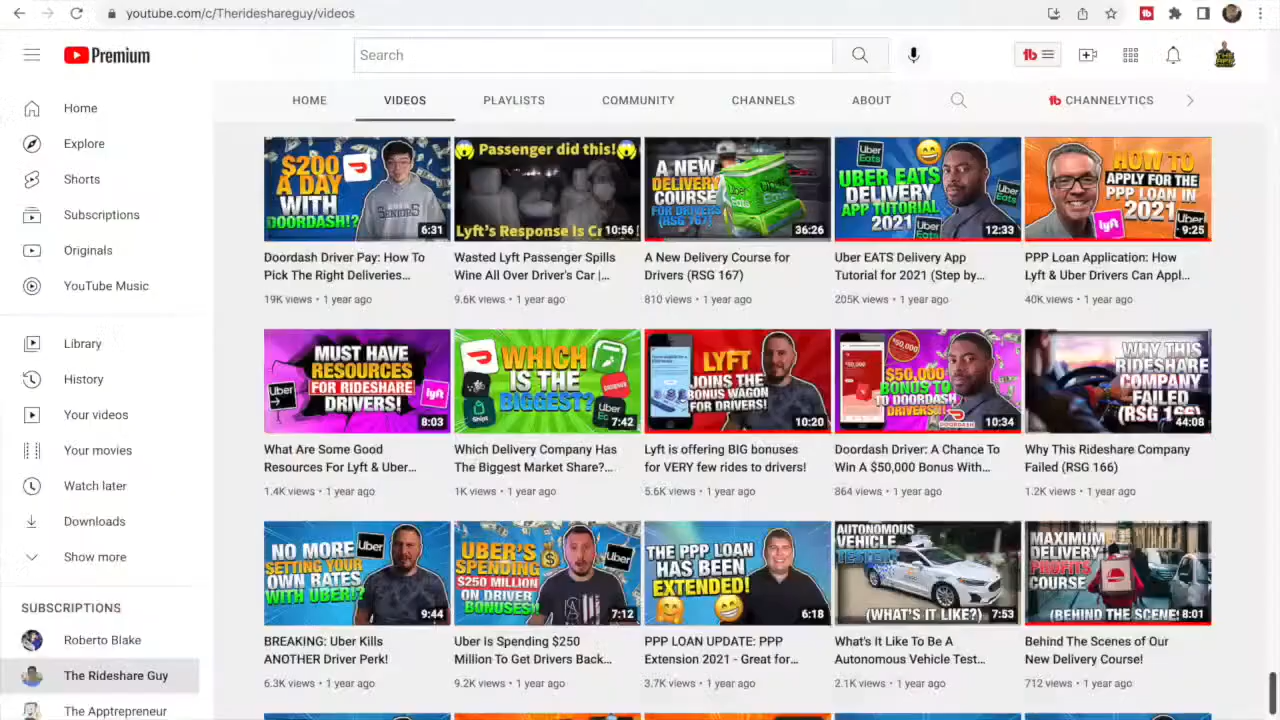 youtube.com/c/Therideshareguy/videos
Premium
Search
HOME
VIDEOS
PLAYLISTS
COMMUNITY
CHANNELS
ABOUT
CHANNELYTICS
Home
Explore
Shorts
Subscriptions
Originals
YouTube Music
Library
History
Your videos
Your movies
Watch later
Downloads
Show more
SUBSCRIPTIONS
Roberto Blake
The Rideshare Guy
The Apptrepreneur
$200
A DAY
WITH
DOORDASH!?
SENIORS
6:31
Doordash Driver Pay: How To
Pick The Right Deliveries...
19K views • 1 year ago
Passenger did this!
Lyft's Response Is
10:56
Wasted Lyft Passenger Spills
Wine All Over Driver's Car |...
9.6K views • 1 year ago
A NEW
DELIVERY
COURSE
FOR DRIVERS
(RSG 167)
36:26
A New Delivery Course for
Drivers (RSG 167)
810 views • 1 year ago
Uber
Eats
UBER EATS
DELIVERY
APP TUTORIAL
2021
12:33
Uber EATS Delivery App
Tutorial for 2021 (Step by...
205K views • 1 year ago
HOW TO
APPLY FOR THE
PPP LOAN IN
2021
lyft
Uber
9:25
PPP Loan Application: How
Lyft & Uber Drivers Can Appl...
40K views • 1 year ago
MUST HAVE
RESOURCES
FOR RIDESHARE
DRIVERS!
Uber
lyft
8:03
What Are Some Good
Resources For Lyft & Uber...
1.4K views • 1 year ago
WHICH
IS THE
BIGGEST?
7:42
Which Delivery Company Has
The Biggest Market Share?...
1K views • 1 year ago
LYFT
JOINS THE
BONUS WAGON
FOR DRIVERS!
10:20
Lyft is offering BIG bonuses
for VERY few rides to drivers!
5.6K views • 1 year ago
$50,000
$50,000
BONUS TO
TO DOORDASH
DRIVERS!!
DOORDASH
10:34
Doordash Driver: A Chance To
Win A $50,000 Bonus With...
864 views • 1 year ago
WHY THIS
RIDESHARE
COMPANY
FAILED
(RSG 166)
44:08
Why This Rideshare Company
Failed (RSG 166)
1.2K views • 1 year ago
NO MORE
SETTING YOUR
OWN RATES
WITH UBER!?
Uber
9:44
BREAKING: Uber Kills
ANOTHER Driver Perk!
6.3K views • 1 year ago
UBER'S
SPENDING
$250 MILLION
ON DRIVER
BONUSES!
Uber
7:12
Uber Is Spending $250
Million To Get Drivers Back...
9.2K views • 1 year ago
THE PPP LOAN
HAS BEEN
EXTENDED!
6:18
PPP LOAN UPDATE: PPP
Extension 2021 - Great for...
3.7K views • 1 year ago
AUTONOMOUS
VEHICLE
(WHAT'S IT LIKE?)
7:53
What's It Like To Be A
Autonomous Vehicle Test...
2.1K views • 1 year ago
MAXIMUM
DELIVERY
PROFITS
COURSE
(BEHIND THE SCENE
8:01
Behind The Scenes of Our
New Delivery Course!
712 views • 1 year ago